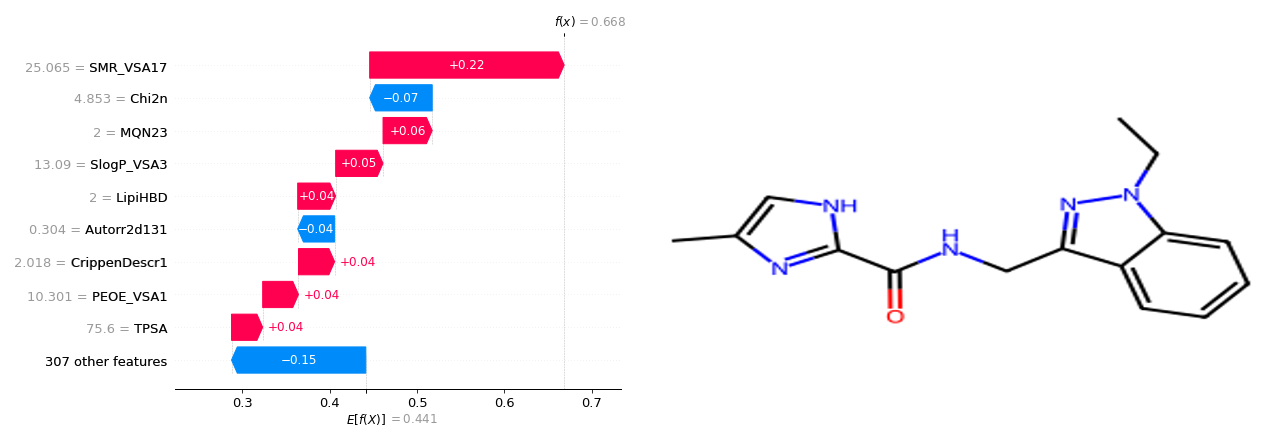 f(x) = 0.668
25.065 = SMR_VSA17
+0.22
4.853 = Chi2n
−0.07
2 = MQN23
+0.06
13.09 = SlogP_VSA3
+0.05
2 = LipiHBD
+0.04
0.304 = Autorr2d131
−0.04
2.018 = CrippenDescr1
+0.04
10.301 = PEOE_VSA1
+0.04
75.6 = TPSA
+0.04
307 other features
−0.15
0.3 0.4 0.5 0.6 0.7
E[f(X)] = 0.441
N
N
NH
H
N
N
O